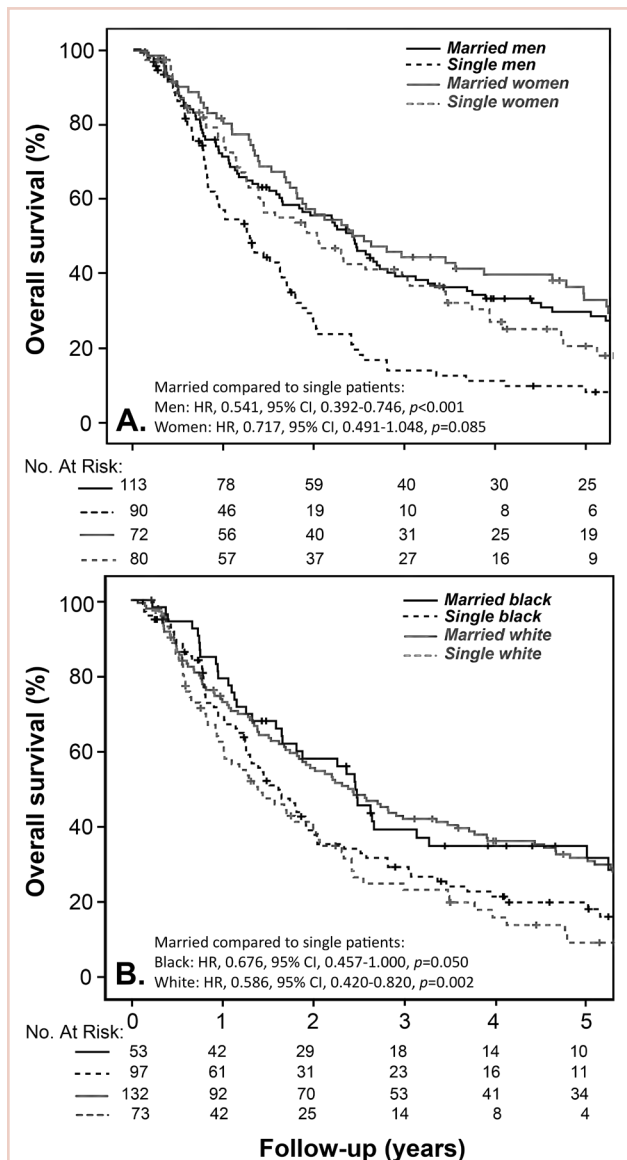 100
80
60
40
20
0
Overall survival (%)
Married men
Single men
Married women
Single women
Married compared to single patients:
Men: HR, 0.541, 95% CI, 0.392-0.746, p<0.001
Women: HR, 0.717, 95% CI, 0.491-1.048, p=0.085
A.
No. At Risk:
113 78 59 40 30 25
90 46 19 10 8 6
72 56 40 31 25 19
80 57 37 27 16 9
100
80
60
40
20
0
Overall survival (%)
Married black
Single black
Married white
Single white
Married compared to single patients:
Black: HR, 0.676, 95% CI, 0.457-1.000, p=0.050
White: HR, 0.586, 95% CI, 0.420-0.820, p=0.002
B.
0 1 2 3 4 5
No. At Risk:
53 42 29 18 14 10
97 61 31 23 16 11
132 92 70 53 41 34
73 42 25 14 8 4
Follow-up (years)